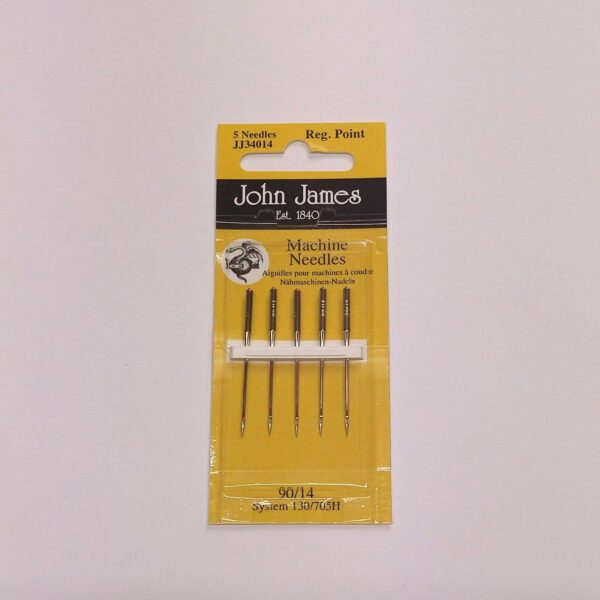 5 Needles Reg. Point
JJ34014
John James
Est. 1840
Machine
Needles
Aiguilles pour machines à coudre
Nähmaschinen-Nadeln
90/14
System 130/705H